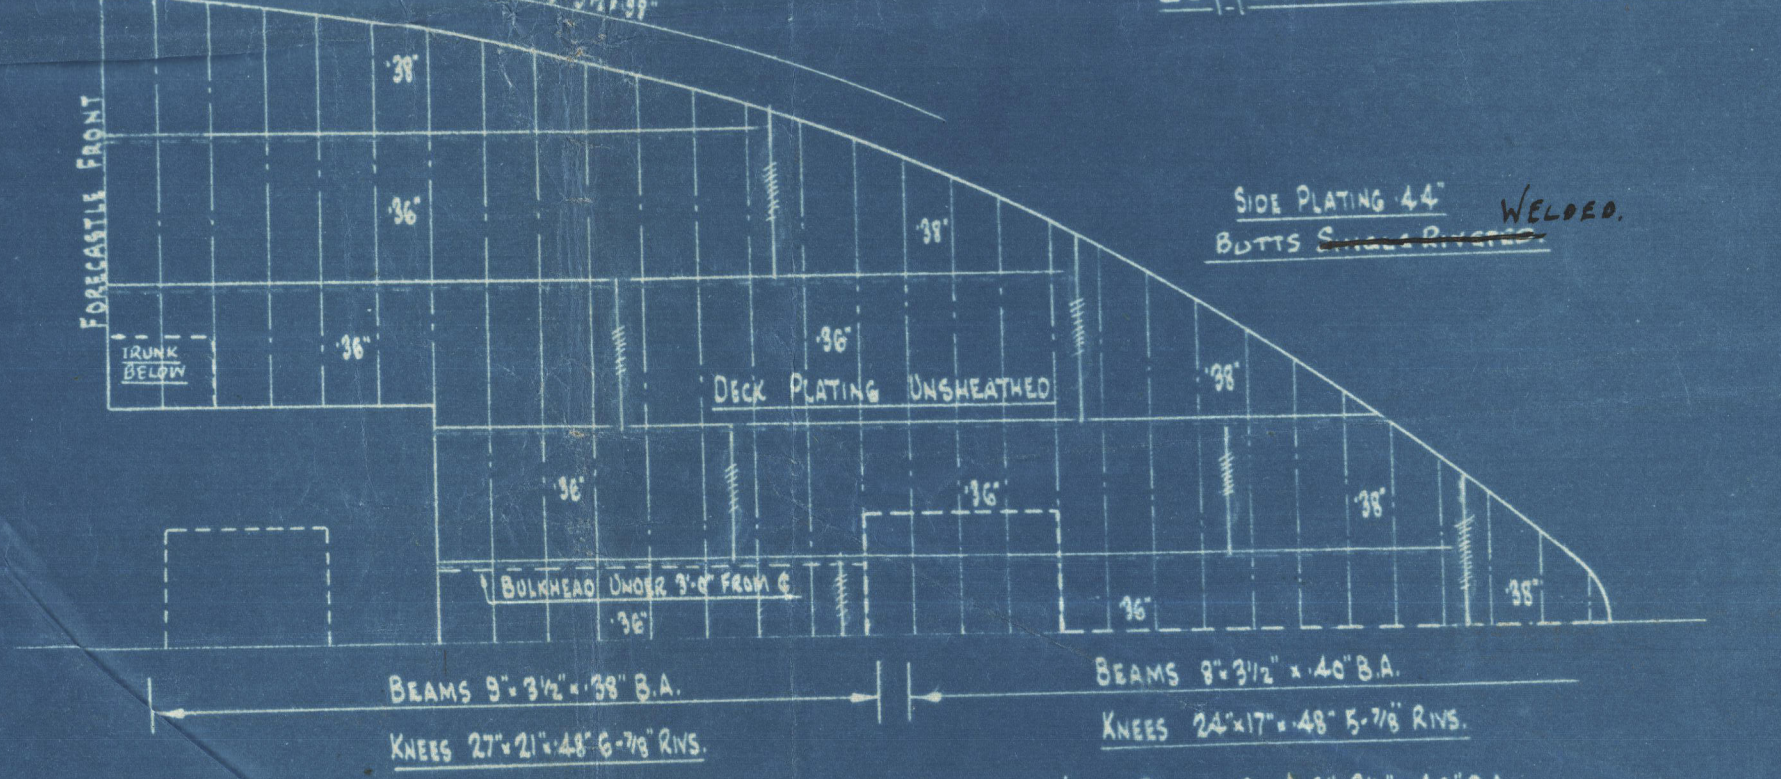 ·38"
FORECASTLE FRONT
·36"
·38"
SIDE PLATING ·44"
WELDED.
BUTTS SINGLE RIVETED.
TRUNK
BELOW
·36"
·36"
·38"
DECK PLATING UNSHEATHED
·36"
·36"
·38"
BULKHEAD UNDER 3'-0" FROM ℄
·36"
·36"
·38"
BEAMS 9" × 3½" × ·38" B.A.
KNEES 27" × 21" × ·48" 6-⅞" RIVS.
BEAMS 8" × 3½" × ·40" B.A.
KNEES 24" × 17" × ·48" 5-⅞" RIVS.